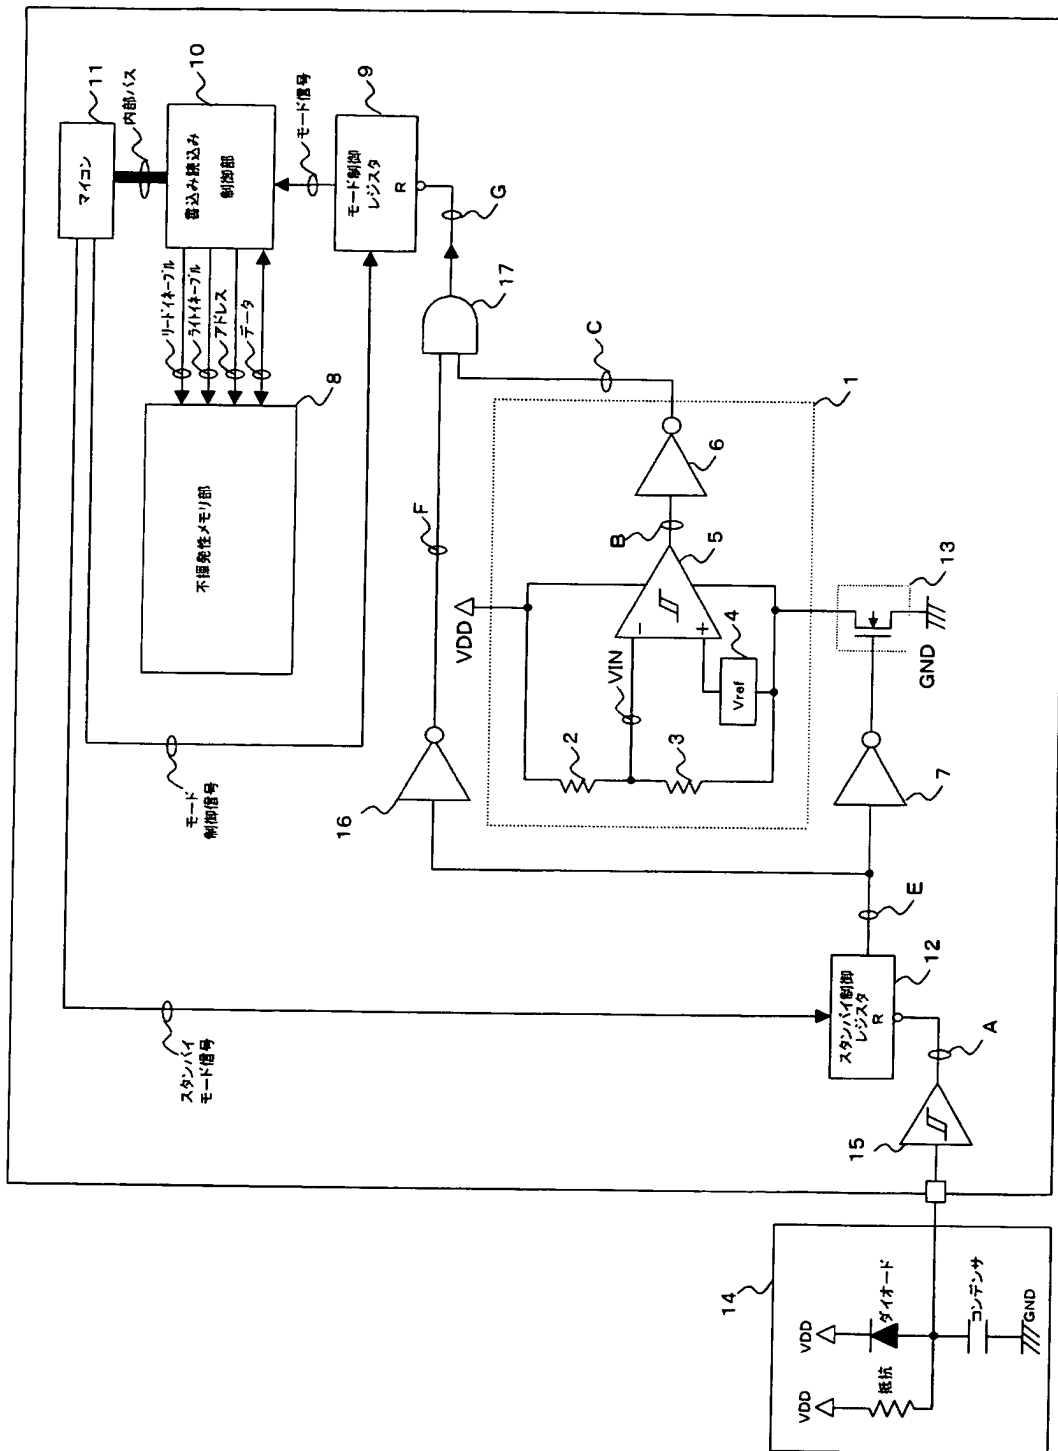 マイコン
11
内部バス
書込み読込み
制御部
10
モード信号
モード制御
レジスタ
R
9
G
リードイネーブル
ライトイネーブル
アドレス
データ
不揮発性メモリ部
8
17
モード
制御信号
F
16
C
1
VDD
VIN
2
3
B
5
6
4
Vref
-
+
7
13
GND
スタンバイ
モード信号
E
スタンバイ制御
レジスタ
R
12
A
15
14
VDD
VDD
抵抗
ダイオード
コンデンサ
GND